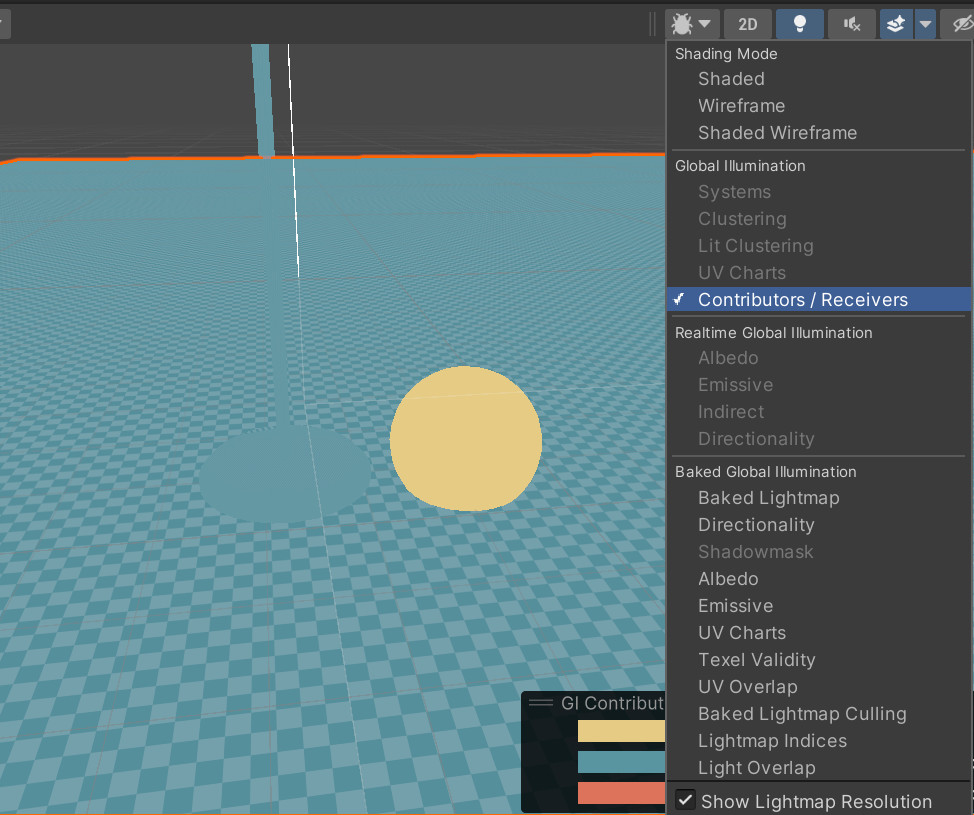 2D
Shading Mode
Shaded
Wireframe
Shaded Wireframe
Global Illumination
Systems
Clustering
Lit Clustering
UV Charts
Contributors / Receivers
Realtime Global Illumination
Albedo
Emissive
Indirect
Directionality
Baked Global Illumination
Baked Lightmap
Directionality
Shadowmask
Albedo
Emissive
UV Charts
Texel Validity
UV Overlap
Baked Lightmap Culling
Lightmap Indices
Light Overlap
Show Lightmap Resolution
GI Contribut